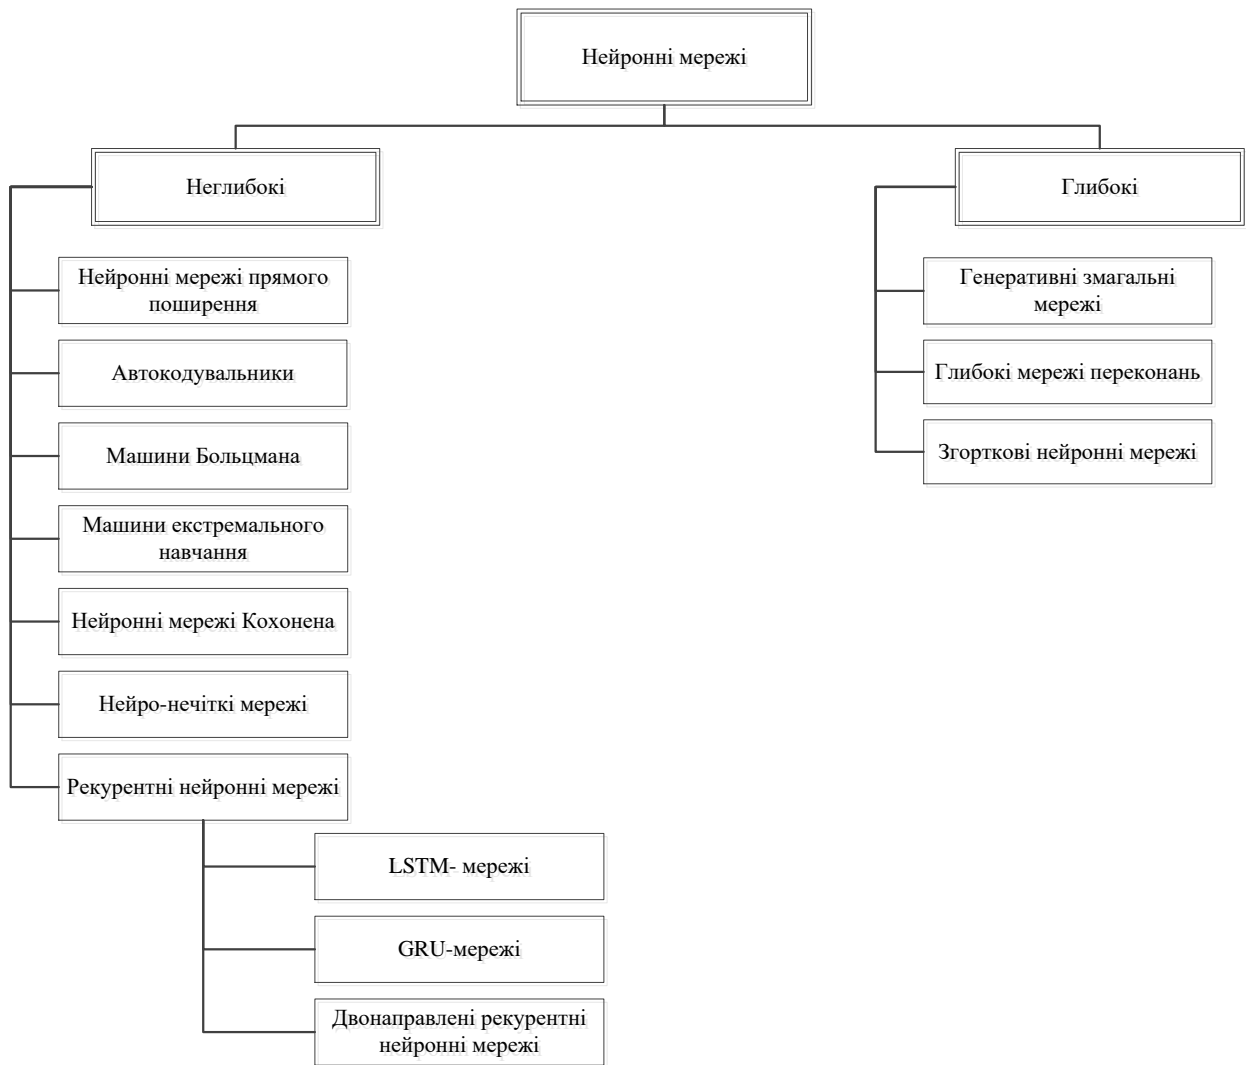 Нейронні мережі
Неглибокі
Глибокі
Нейронні мережі прямого
поширення
Автокодувальники
Машини Больцмана
Машини екстремального
навчання
Нейронні мережі Кохонена
Нейро-нечіткі мережі
Рекурентні нейронні мережі
LSTM- мережі
GRU-мережі
Двонаправлені рекурентні
нейронні мережі
Генеративні змагальні
мережі
Глибокі мережі переконань
Згорткові нейронні мережі